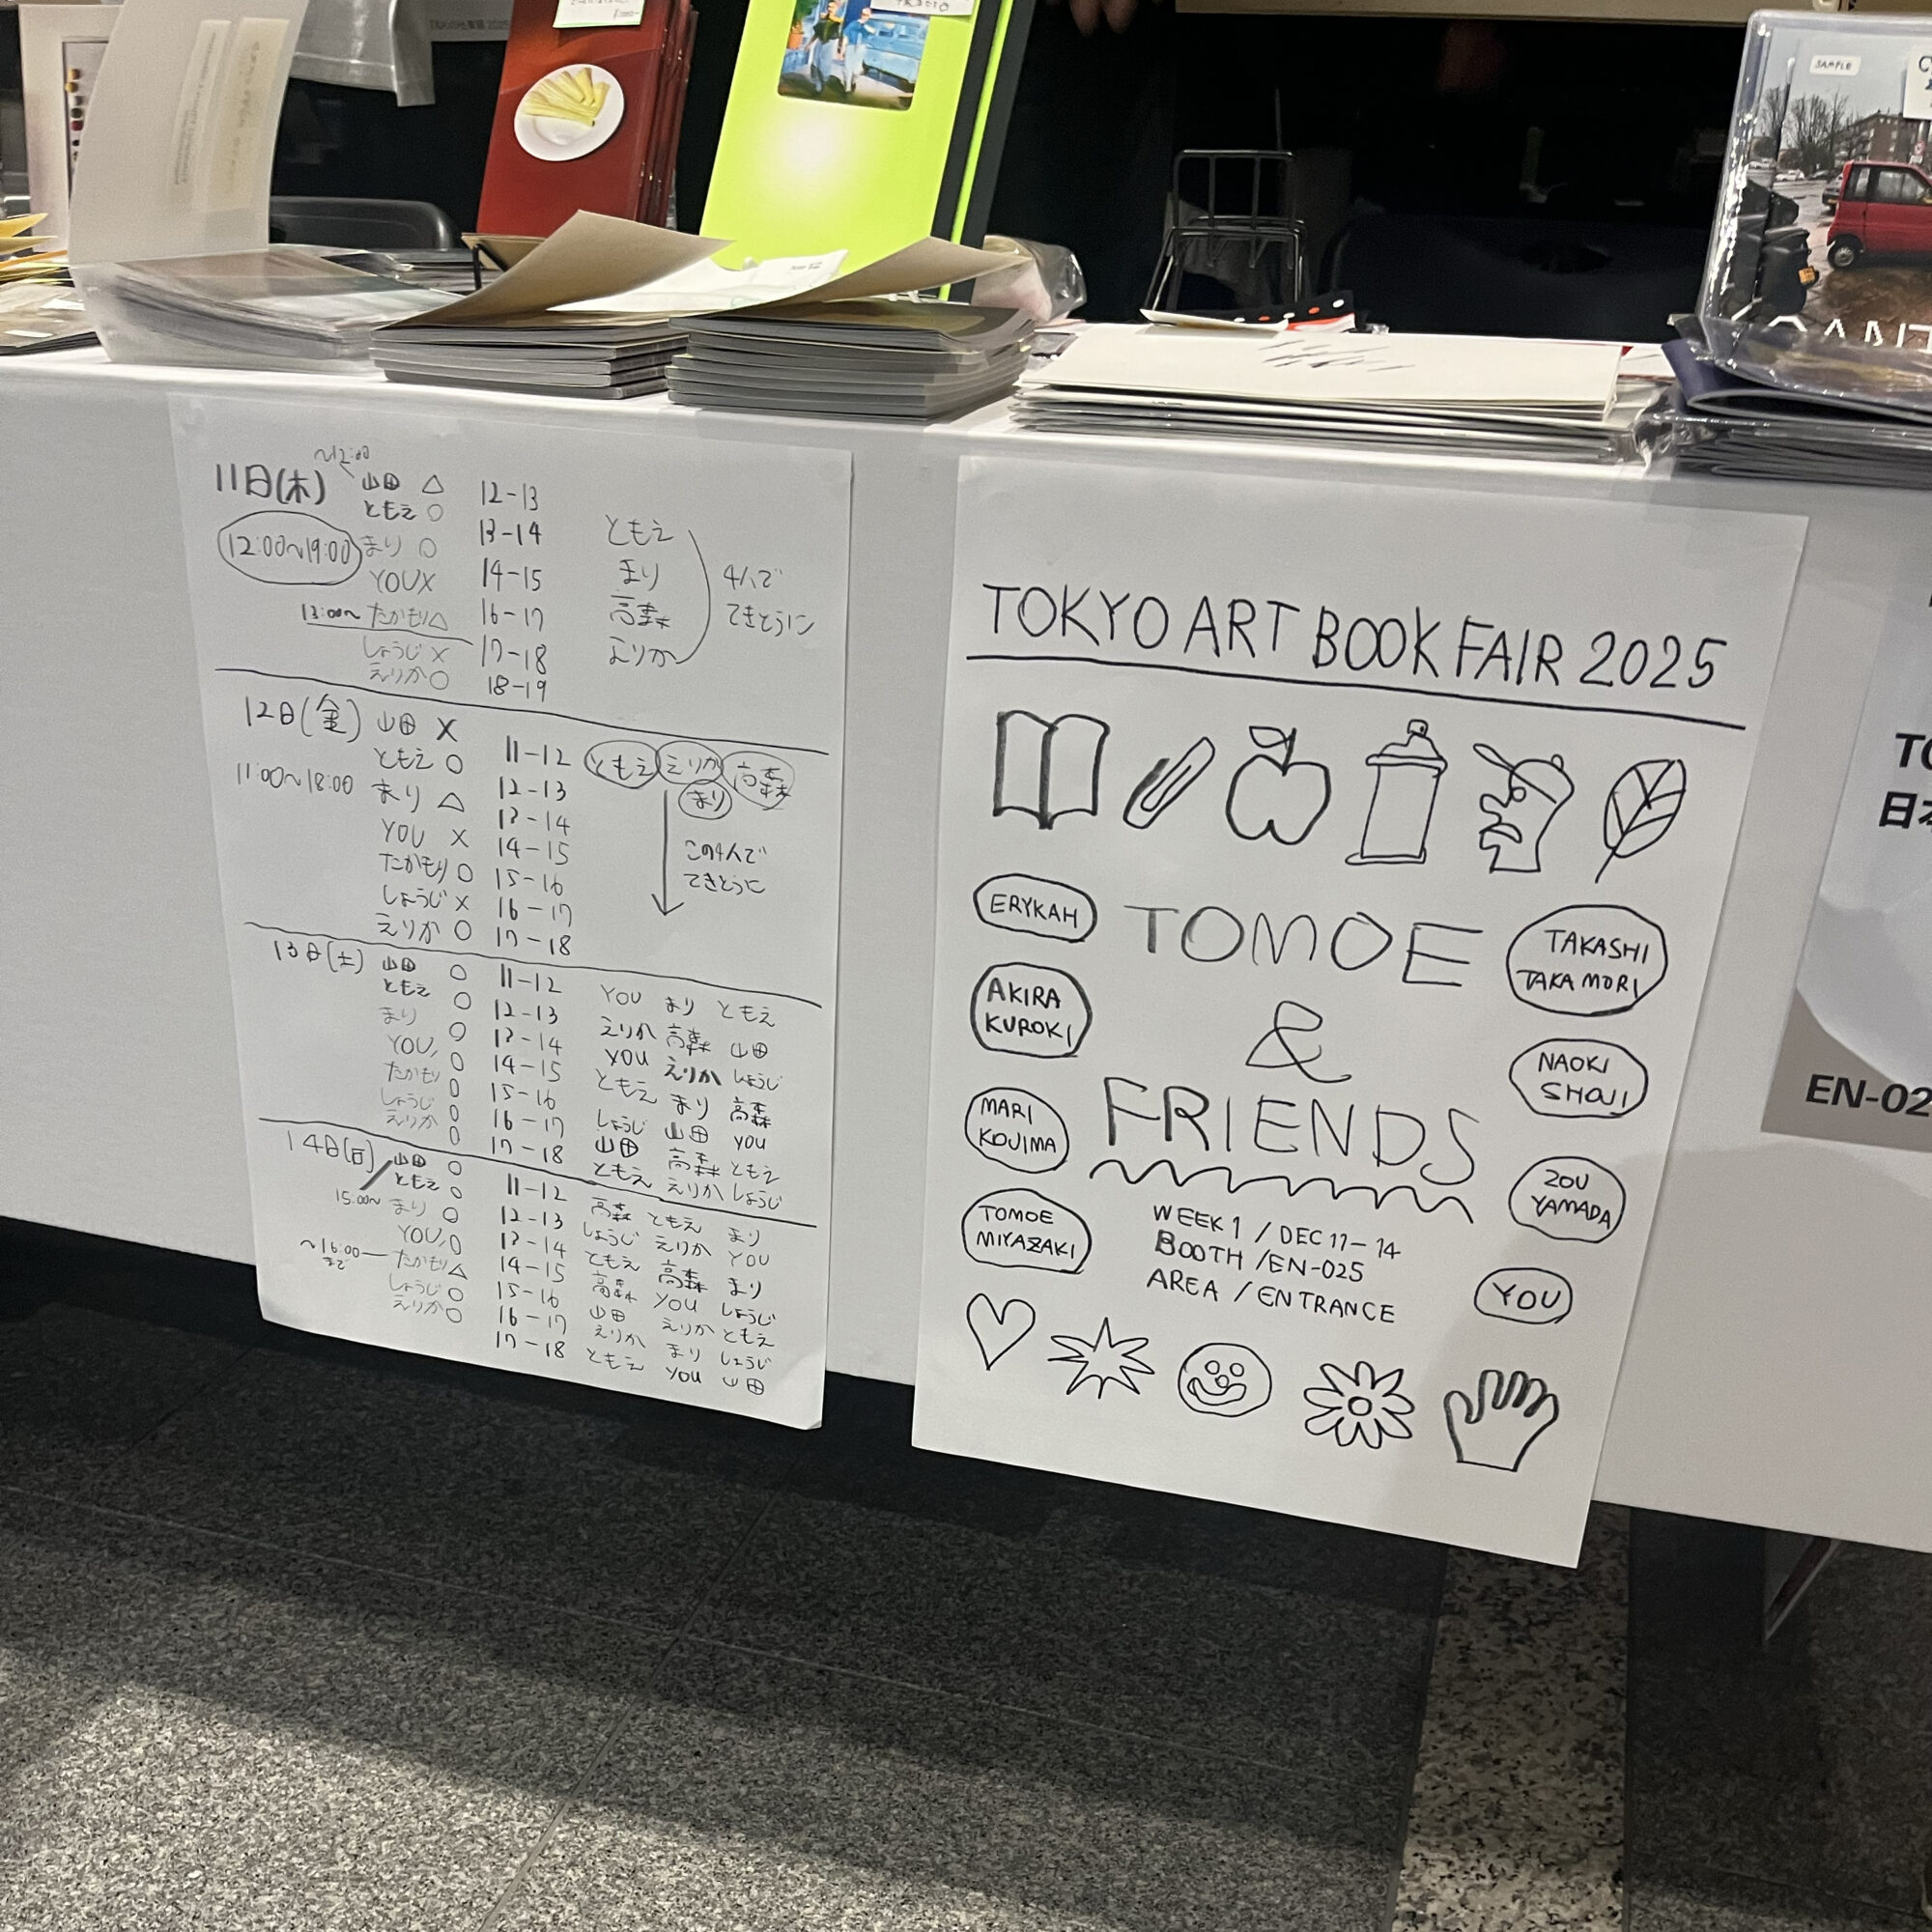 11日(木)
~12:00
山田 △
ともえ ○
12:00~19:00
まり ○
YOU×
13:00~ たかもり△
しょうじ ×
えりか○
12-13
13-14
14-15
16-17
17-18
18-19
ともえ
まり
高森
えりか
4人で
てきとうに
12日(金)
11:00~18:00
山田 ×
ともえ ○
まり △
YOU ×
たかもり ○
しょうじ ×
えりか ○
11-12
12-13
13-14
14-15
15-16
16-17
17-18
ともえ えりか 高森
まり
この4人で
てきとうに
13日(土)
山田 ○
ともえ ○
まり ○
YOU ○
たかもり ○
しょうじ ○
えりか ○
11-12
12-13
13-14
14-15
15-16
16-17
17-18
YOU まり ともえ
えりか 高森 山田
YOU えりか しょうじ
ともえ まり 高森
しょうじ 山田 YOU
山田 高森 ともえ
ともえ えりか しょうじ
14日(日)
山田 ○
ともえ ○
15:00~
まり ○
YOU ○
~16:00
まで
たかもり△
しょうじ○
えりか○
11-12
12-13
13-14
14-15
15-16
16-17
17-18
高森 ともえ まり
しょうじ えりか YOU
ともえ 高森 まり
高森 YOU しょうじ
山田 えりか ともえ
えりか まり しょうじ
ともえ YOU 山田
TOKYO ART BOOK FAIR 2025
TOMOE
&
FRIENDS
ERYKAH
AKIRA
KUROKI
MARI
KOJIMA
TOMOE
MIYAZAKI
TAKASHI
TAKAMORI
NAOKI
SHOJI
ZOU
YAMADA
YOU
WEEK 1 / DEC 11-14
BOOTH / EN-025
AREA / ENTRANCE
SAMPLE
EN-02